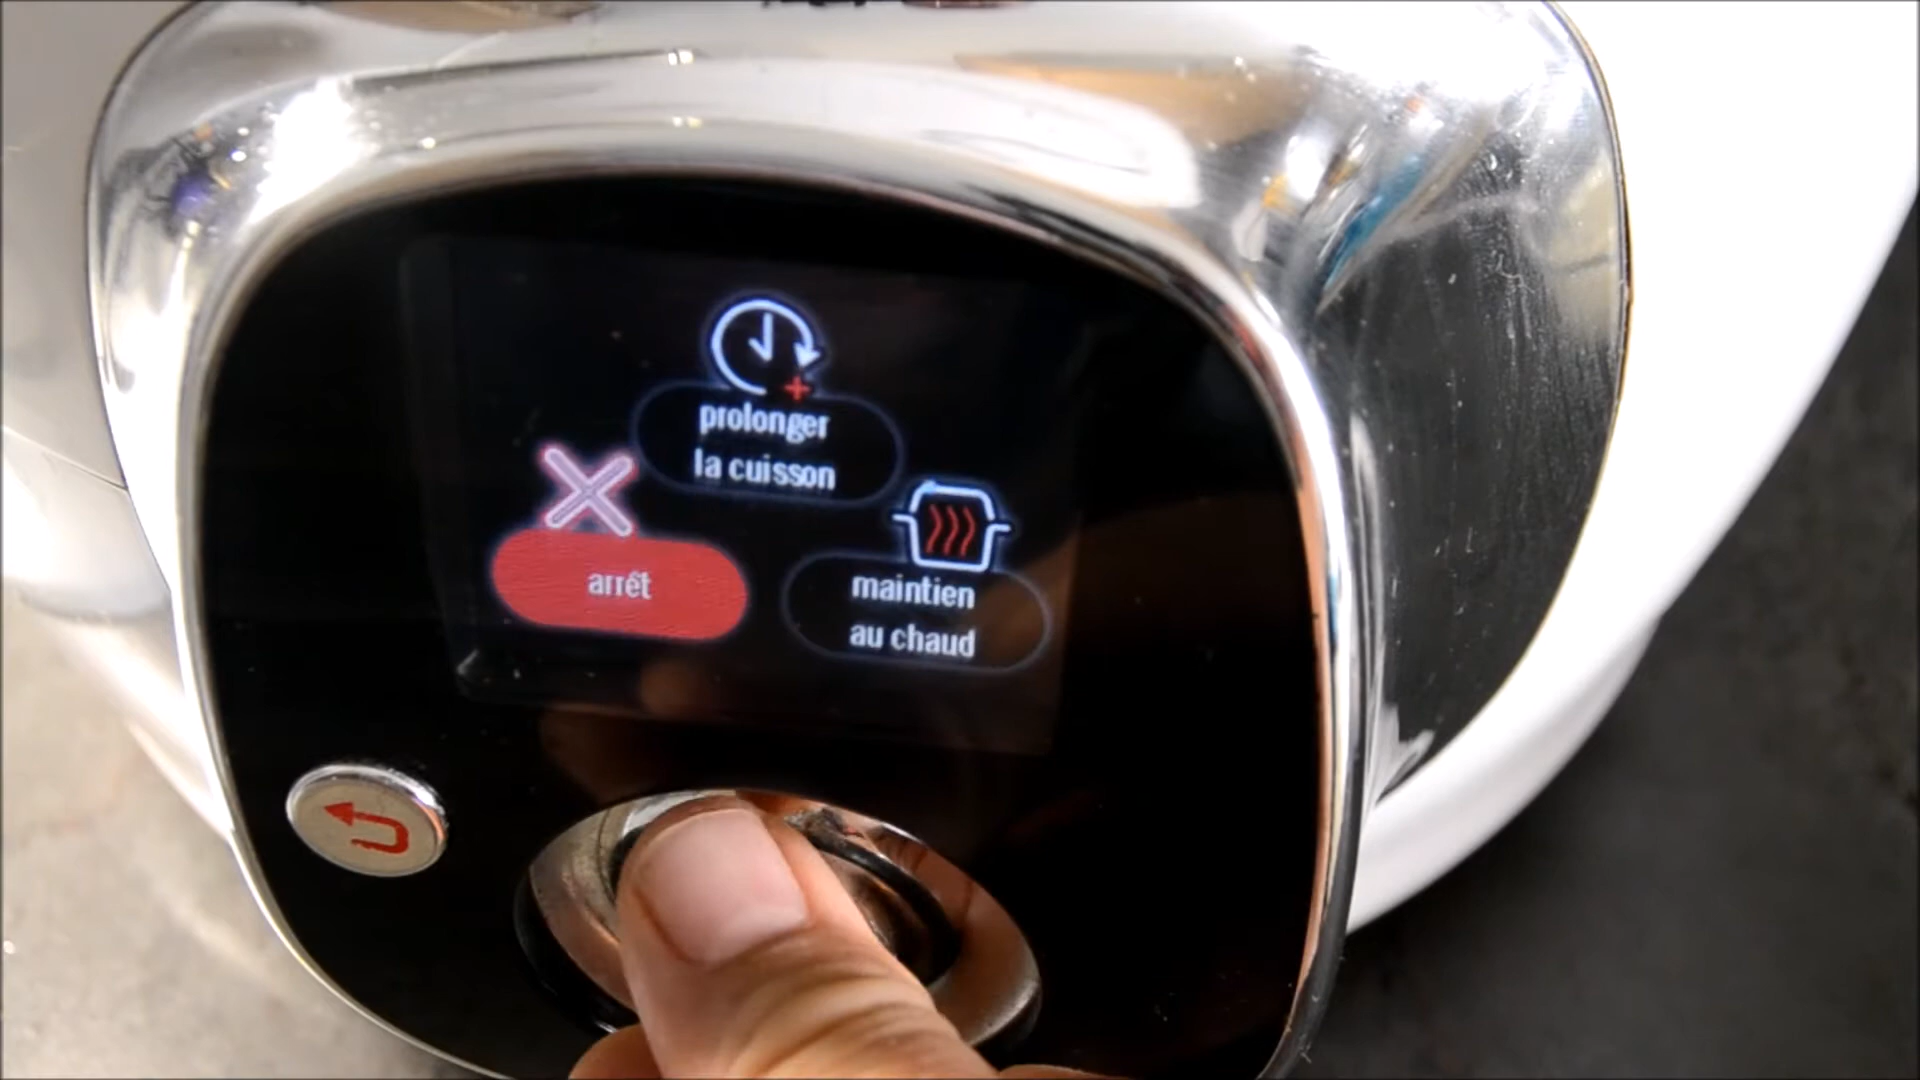 prolonger
la cuisson
arrêt
maintien
au chaud